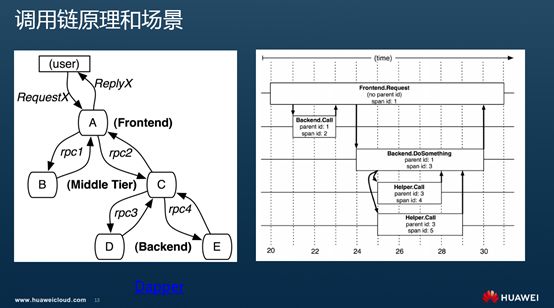 调用链原理和场景
(user)
ReplyX
RequestX
A
(Frontend)
rpc1
rpc2
B
(Middle Tier)
C
rpc3
rpc4
D
(Backend)
E
Dapper
(time)
Frontend.Request
(no parent id)
span id: 1
Backend.Call
parent id: 1
span id: 2
Backend.DoSomething
parent id: 1
span id: 3
Helper.Call
parent id: 3
span id: 4
Helper.Call
parent id: 3
span id: 5
20 22 24 26 28 30
www.huaweicloud.com 13
HUAWEI